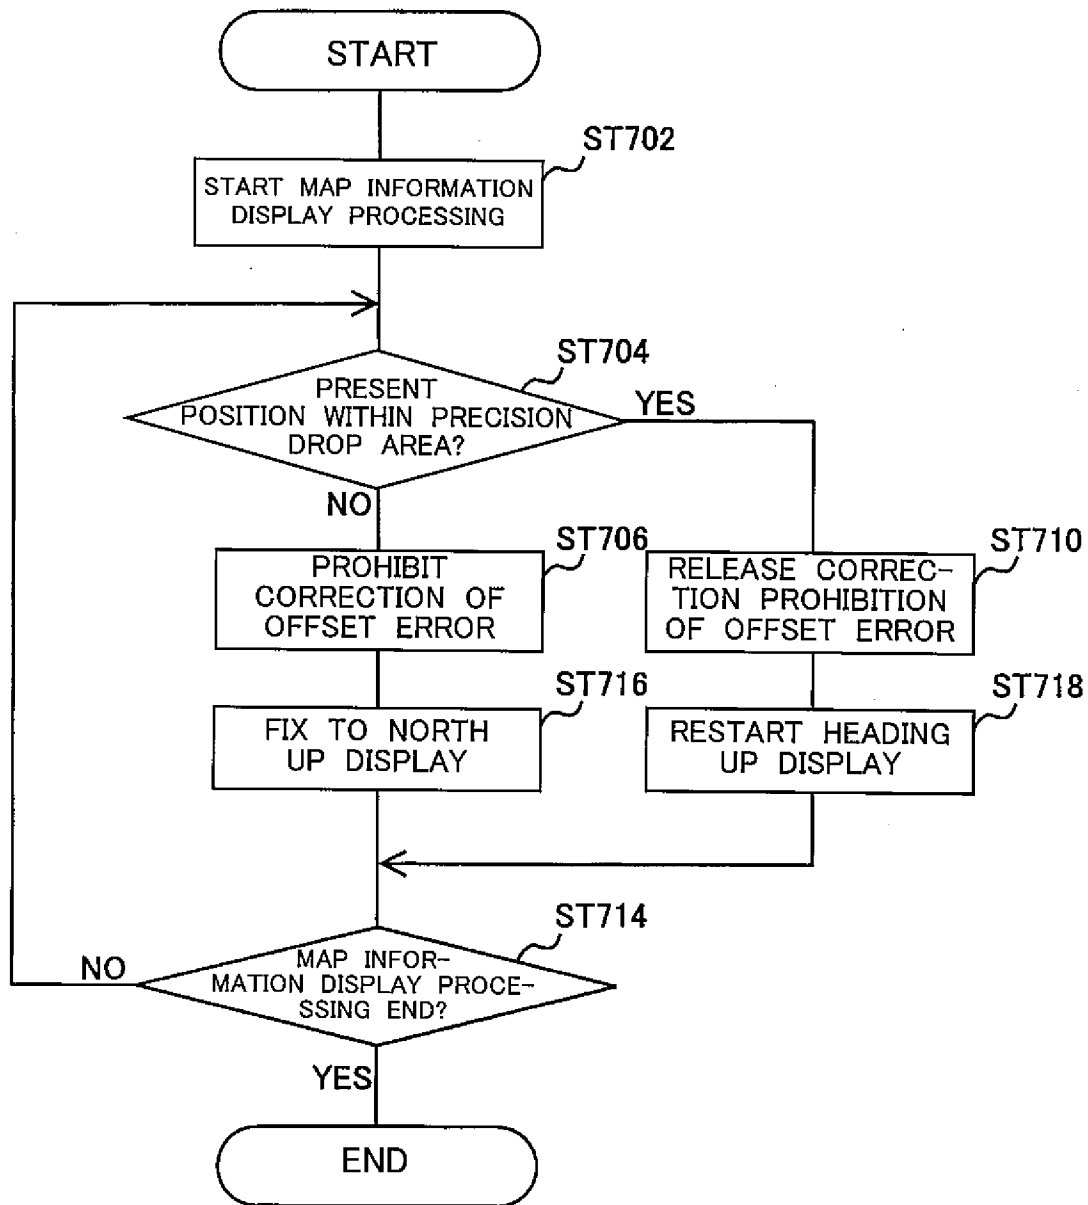 START
ST702
START MAP INFORMATION
DISPLAY PROCESSING
ST704
PRESENT
POSITION WITHIN PRECISION
DROP AREA?
YES
NO
ST706
PROHIBIT
CORRECTION OF
OFFSET ERROR
ST710
RELEASE CORREC-
TION PROHIBITION
OF OFFSET ERROR
ST716
FIX TO NORTH
UP DISPLAY
ST718
RESTART HEADING
UP DISPLAY
ST714
NO
MAP INFOR-
MATION DISPLAY PROCE-
SSING END?
YES
END